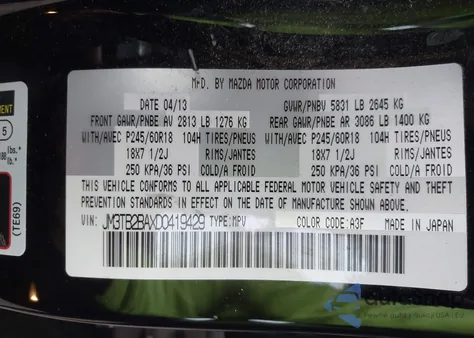 MFD. BY MAZDA MOTOR CORPORATION
DATE 04/13 GVWR/PNBV 5831 LB 2645 KG
FRONT GAWR/PNBE AV 2813 LB 1276 KG REAR GAWR/PNBE AR 3086 LB 1400 KG
WITH/AVEC P245/60R18 104H TIRES/PNEUS WITH/AVEC P245/60R18 104H TIRES/PNEUS
18X7 1/2J RIMS/JANTES 18X7 1/2J RIMS/JANTES
250 KPA/36 PSI COLD/A FROID 250 KPA/36 PSI COLD/A FROID
THIS VEHICLE CONFORMS TO ALL APPLICABLE FEDERAL MOTOR VEHICLE SAFETY AND THEFT
PREVENTION STANDARDS IN EFFECT ON THE DATE OF MANUFACTURE SHOWN ABOVE.
VIN: JM3TB2BAXD0419429 TYPE: MPV COLOR CODE: A3F MADE IN JAPAN
5
lbs.*
(TE69)